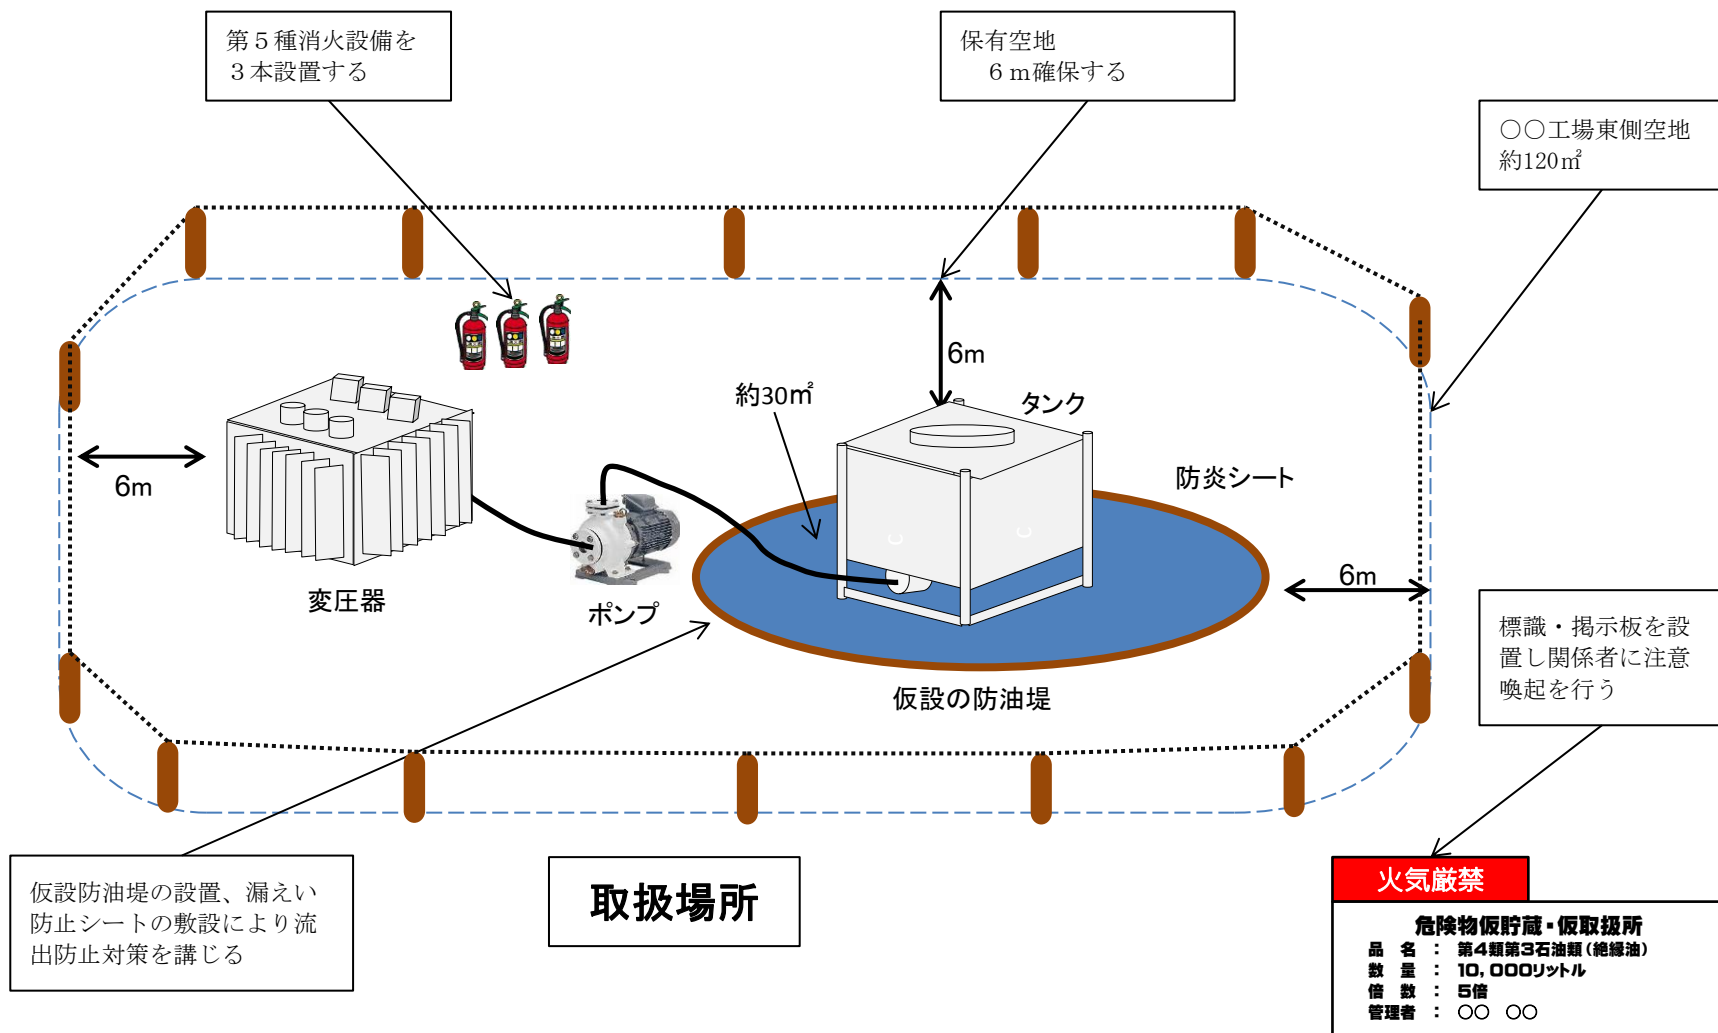 第５種消火設備を
３本設置する
保有空地
６ｍ確保する
○○工場東側空地
約120㎡
6m
約30㎡
タンク
防炎シート
6m
変圧器
ポンプ
6m
仮設の防油堤
標識・掲示板を設
置し関係者に注意
喚起を行う
仮設防油堤の設置、漏えい
防止シートの敷設により流
出防止対策を講じる
取扱場所
火気厳禁
危険物仮貯蔵・仮取扱所
品　名　：　第4類第3石油類（絶縁油）
数　量　：　10，000リットル
倍　数　：　5倍
管理者　：　○○　○○